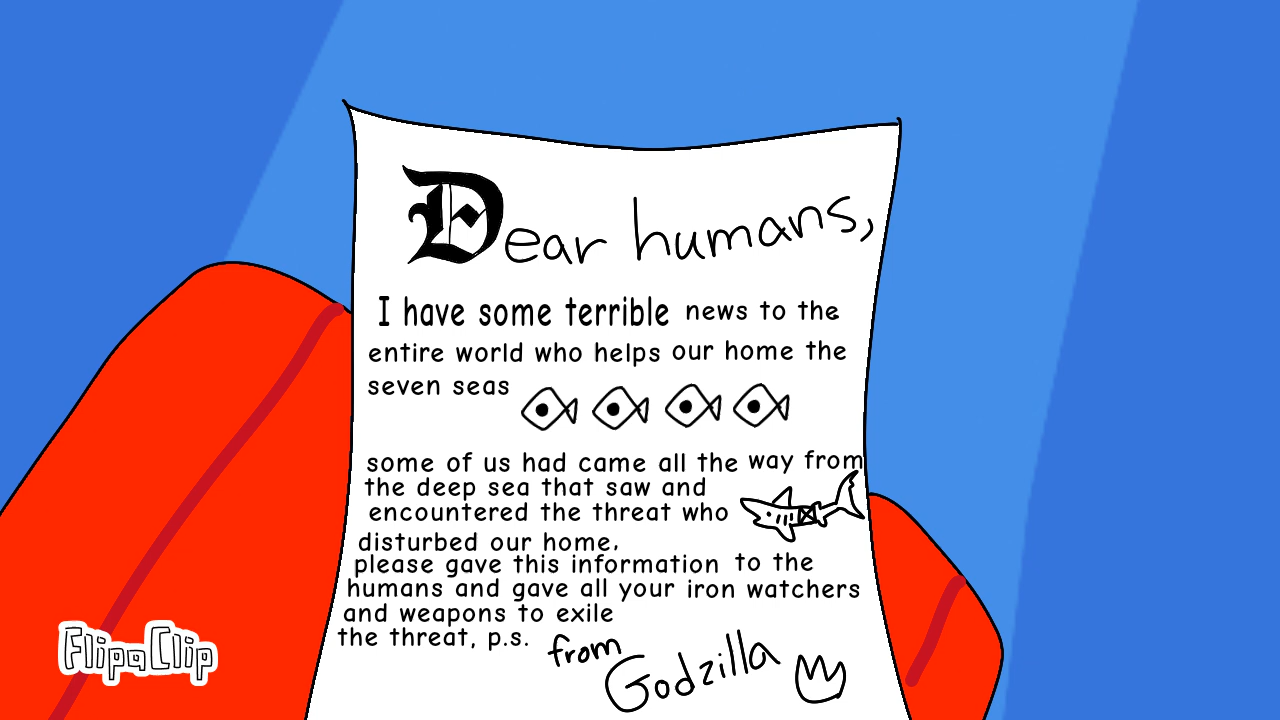 Dear humans,
I have some terrible news to the
entire world who helps our home the
seven seas
some of us had came all the way from
the deep sea that saw and
encountered the threat who
disturbed our home.
please gave this information to the
humans and gave all your iron watchers
and weapons to exile
the threat, p.s.
from
Godzilla
FlipaClip